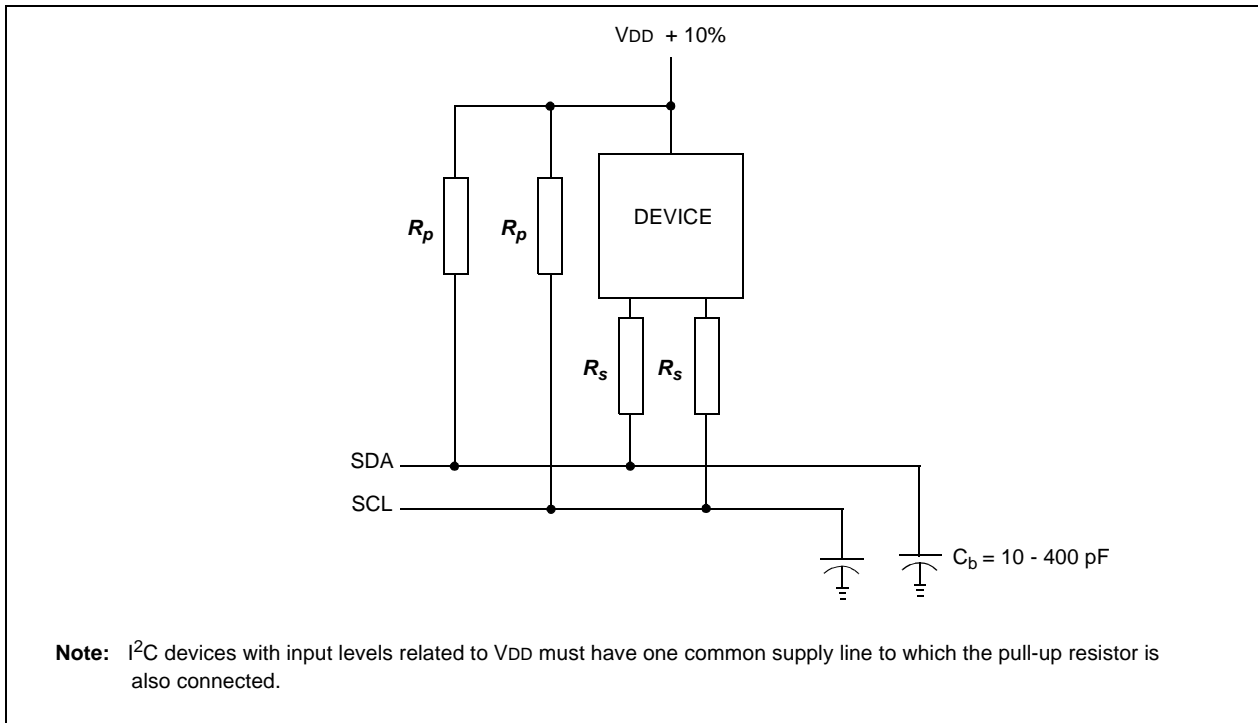 VDD + 10%
DEVICE
Rp Rp
Rs Rs
SDA
SCL
Cb = 10 - 400 pF
Note: I2C devices with input levels related to VDD must have one common supply line to which the pull-up resistor is
also connected.